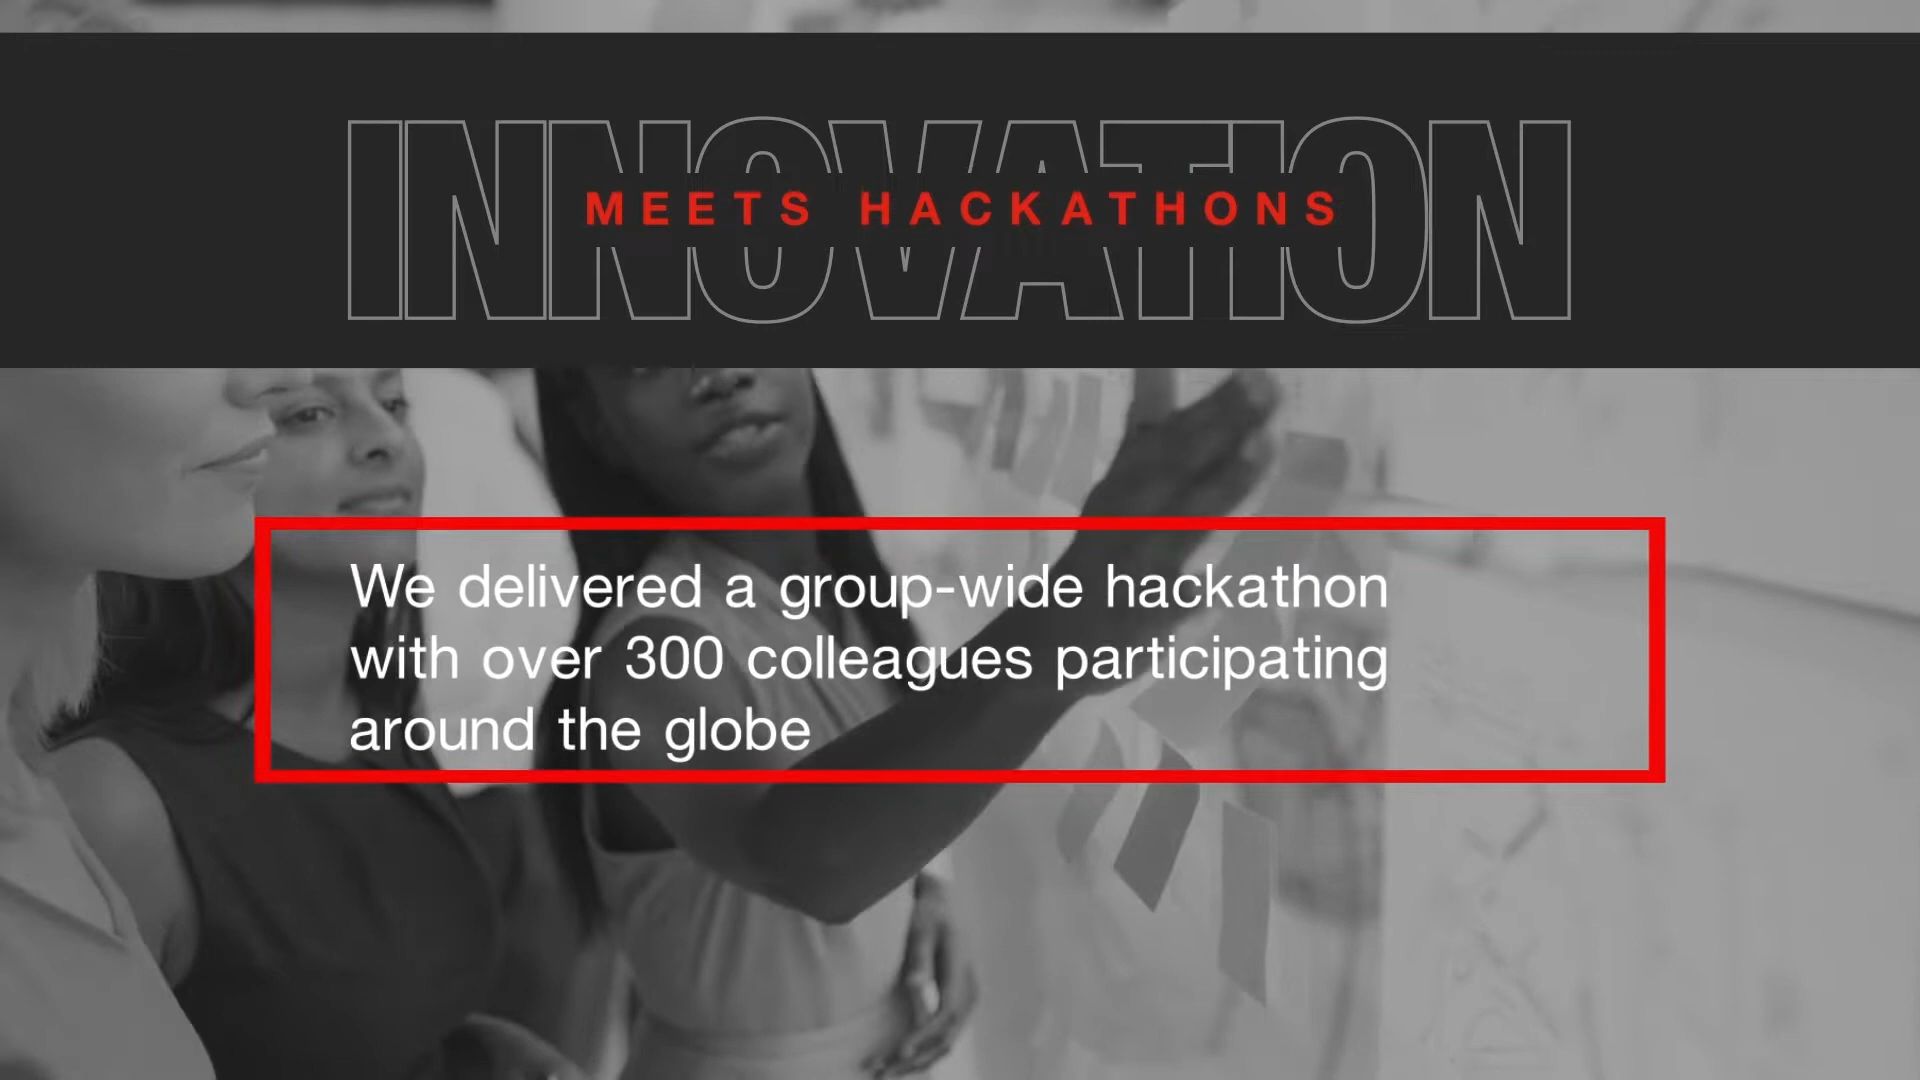 INNOVATION
MEETS HACKATHONS
We delivered a group-wide hackathon
with over 300 colleagues participating
around the globe